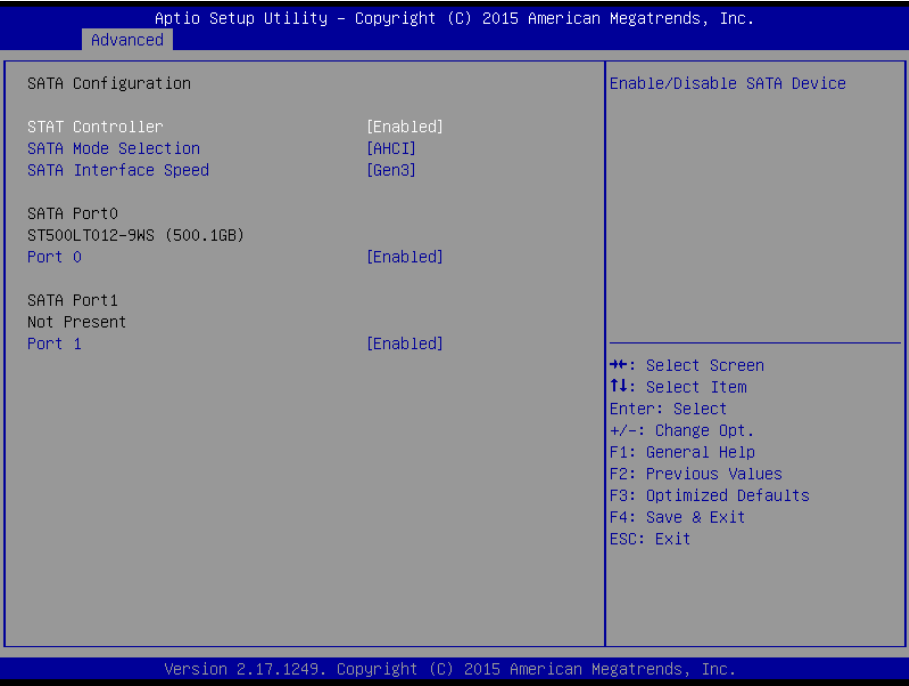 Aptio Setup Utility – Copyright (C) 2015 American Megatrends, Inc.
Advanced
SATA Configuration
STAT Controller [Enabled]
SATA Mode Selection [AHCI]
SATA Interface Speed [Gen3]
SATA Port0
ST500LT012-9WS (500.1GB)
Port 0 [Enabled]
SATA Port1
Not Present
Port 1 [Enabled]
Enable/Disable SATA Device
→←: Select Screen
↑↓: Select Item
Enter: Select
+/-: Change Opt.
F1: General Help
F2: Previous Values
F3: Optimized Defaults
F4: Save & Exit
ESC: Exit
Version 2.17.1249. Copyright (C) 2015 American Megatrends, Inc.